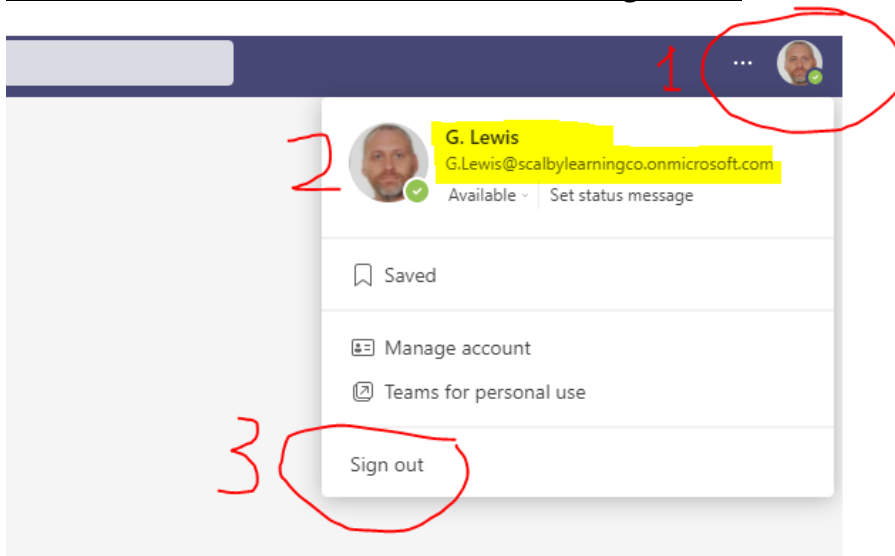 1
...
2
G. Lewis
G.Lewis@scalbylearningco.onmicrosoft.com
Available
Set status message
Saved
Manage account
Teams for personal use
3
Sign out